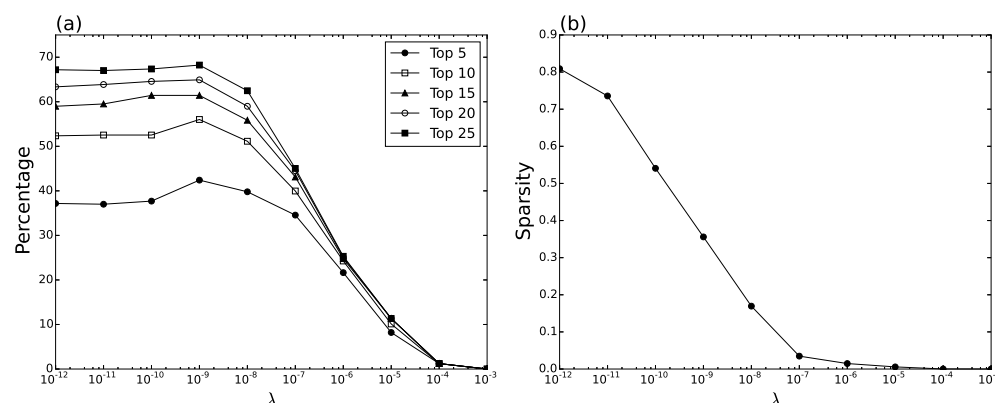 (a)
Percentage
70
60
50
40
30
20
10
0
10-12 10-11 10-10 10-9 10-8 10-7 10-6 10-5 10-4 10-3
λ
Top 5
Top 10
Top 15
Top 20
Top 25
(b)
Sparsity
0.9
0.8
0.7
0.6
0.5
0.4
0.3
0.2
0.1
0.0
10-12 10-11 10-10 10-9 10-8 10-7 10-6 10-5 10-4 10-
λ